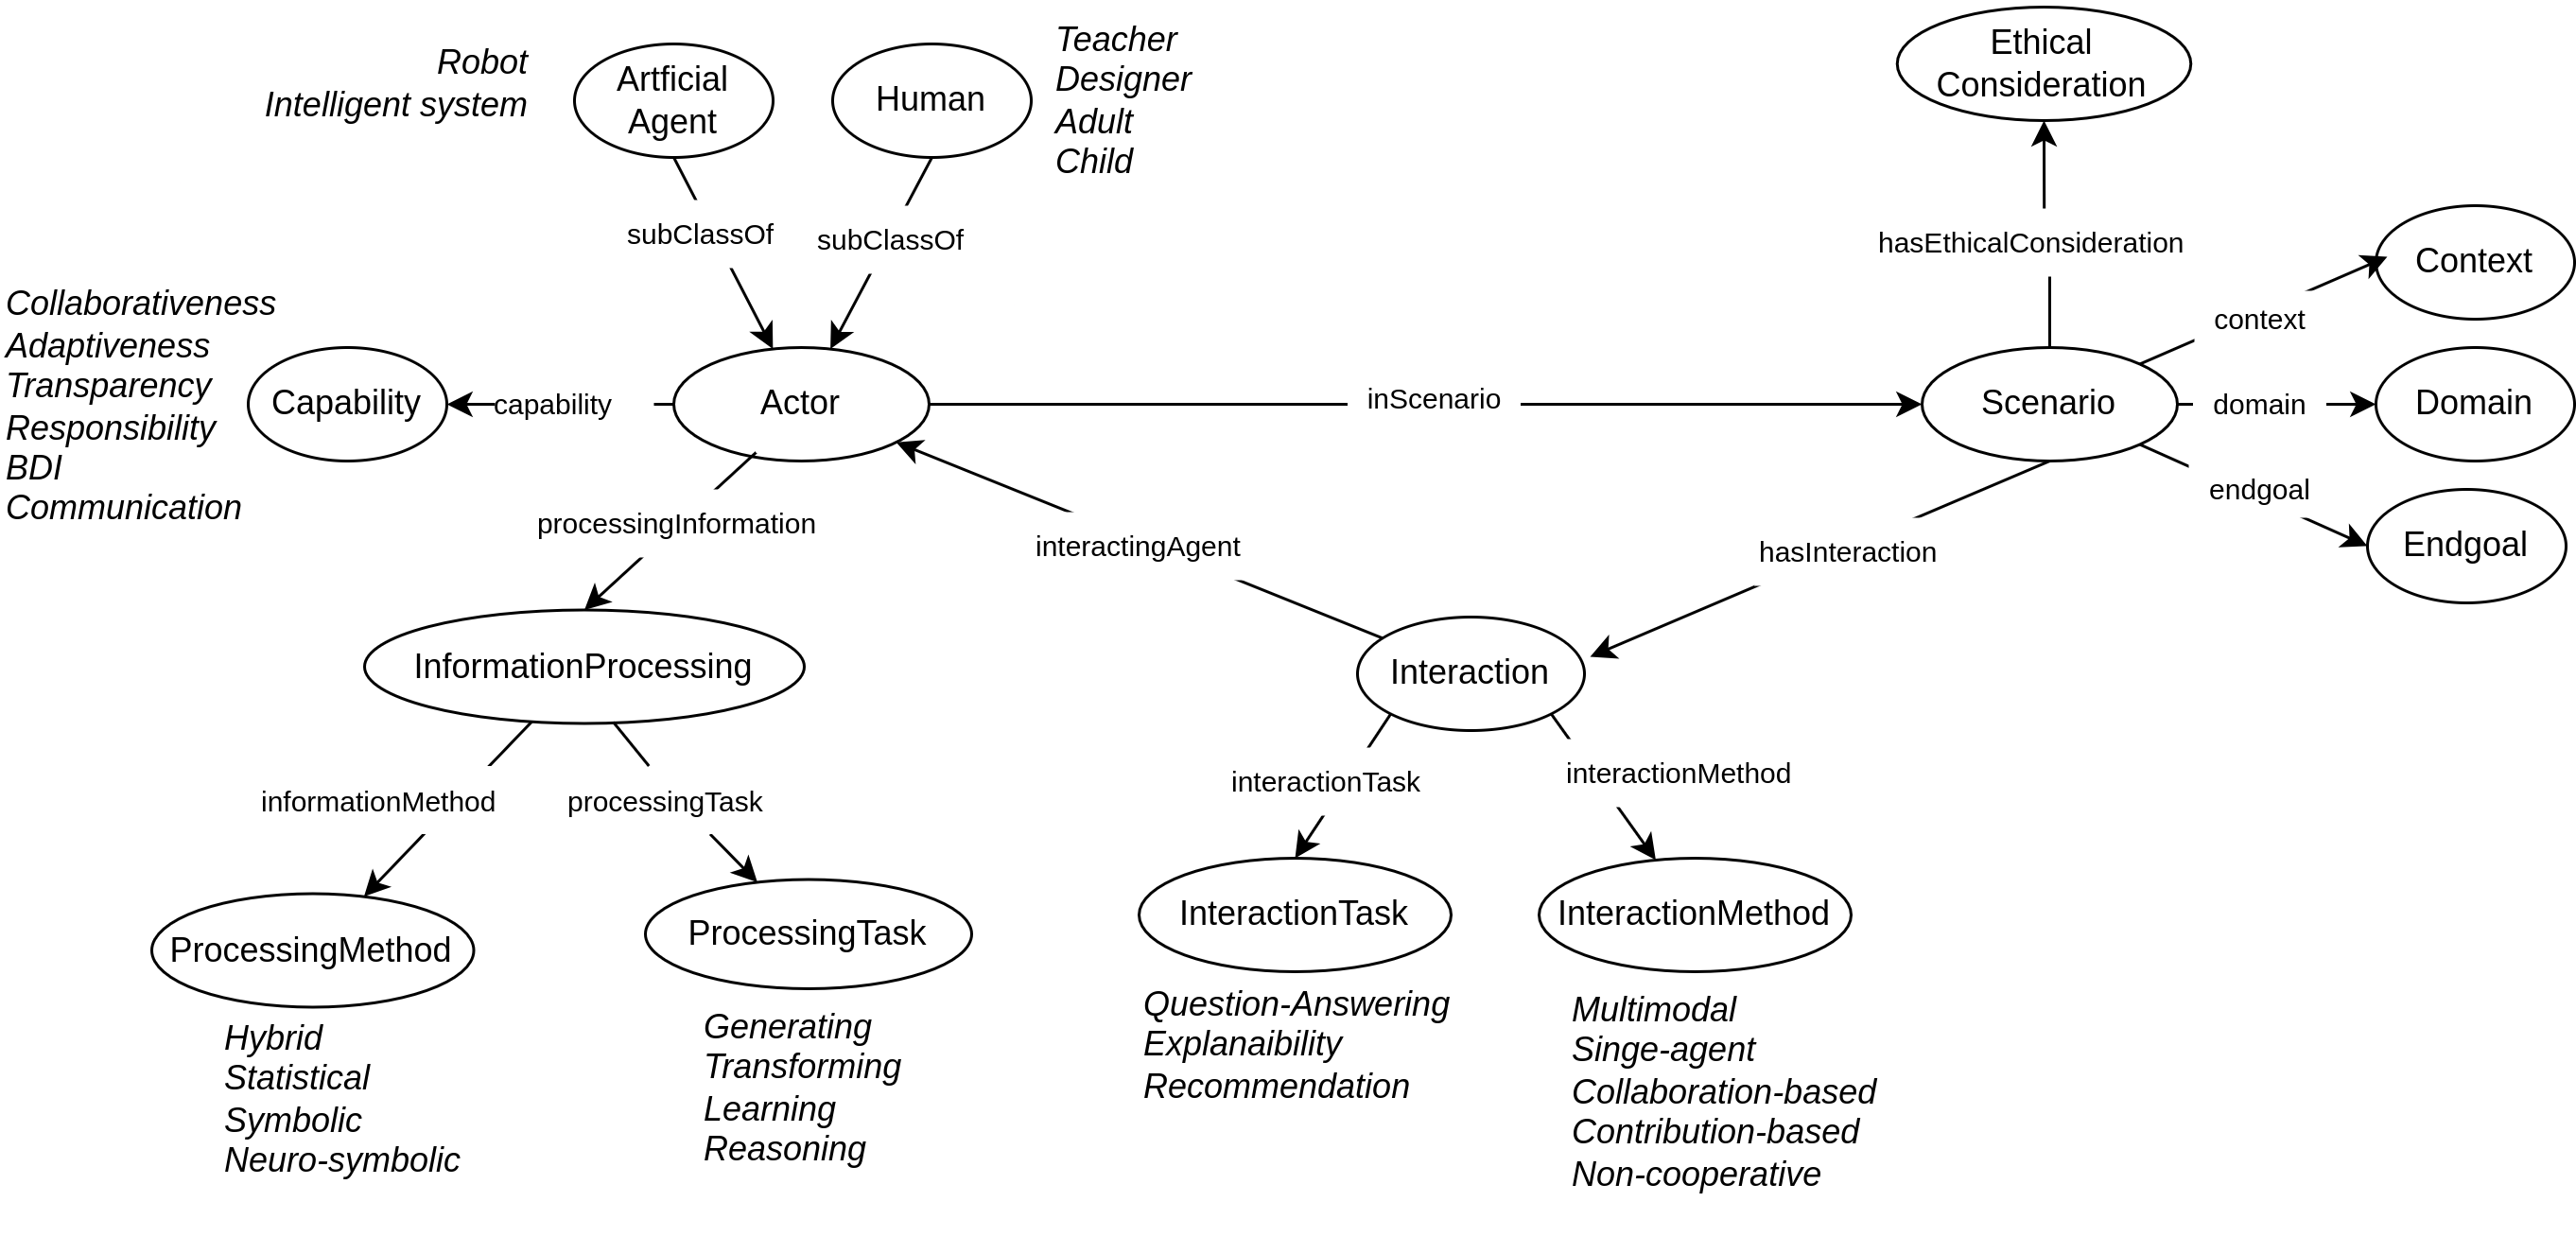 Robot
Intelligent system
Artficial
Agent
Human
Teacher
Designer
Adult
Child
Ethical
Consideration
subClassOf
subClassOf
hasEthicalConsideration
Context
context
Collaborativeness
Adaptiveness
Transparency
Responsibility
BDI
Communication
Capability
capability
Actor
inScenario
Scenario
domain
Domain
endgoal
Endgoal
processingInformation
interactingAgent
hasInteraction
InformationProcessing
Interaction
informationMethod
processingTask
interactionTask
interactionMethod
ProcessingMethod
ProcessingTask
InteractionTask
InteractionMethod
Hybrid
Statistical
Symbolic
Neuro-symbolic
Generating
Transforming
Learning
Reasoning
Question-Answering
Explanaibility
Recommendation
Multimodal
Singe-agent
Collaboration-based
Contribution-based
Non-cooperative